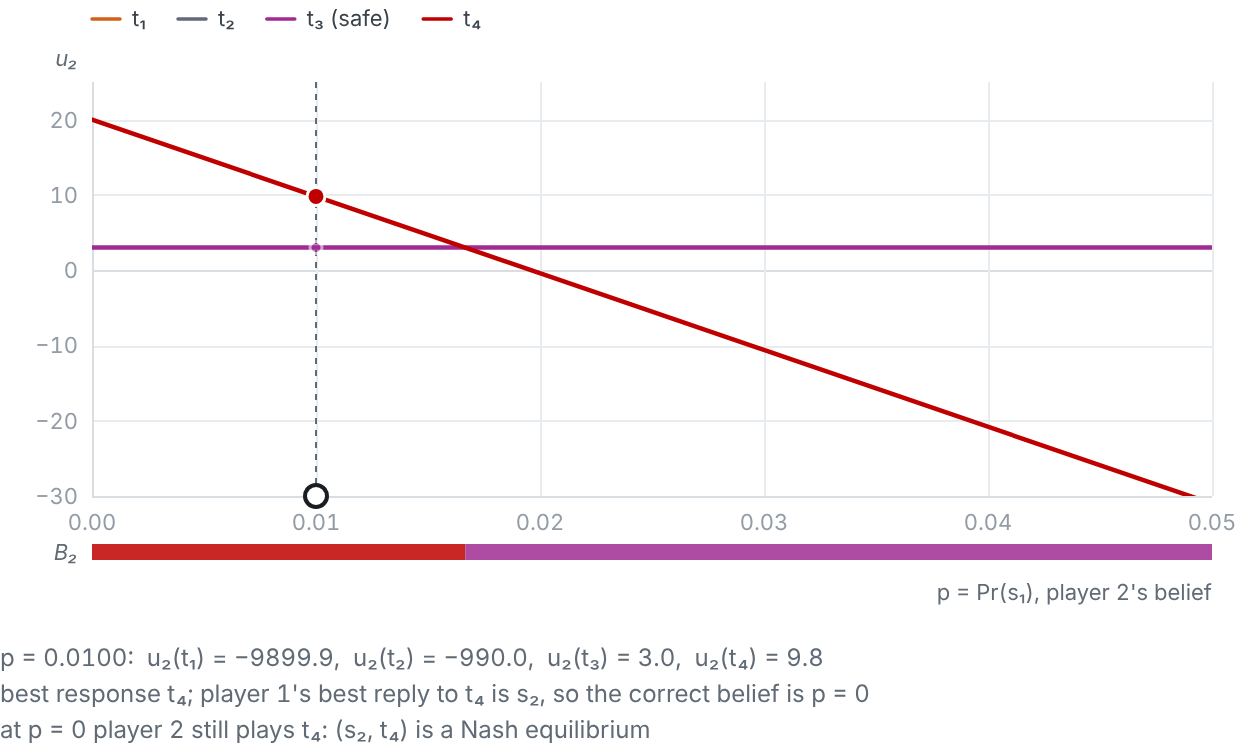 t₁ t₂ t₃ (safe) t₄
u₂
20
10
0
−10
−20
−30
0.00 0.01 0.02 0.03 0.04 0.05
B₂
p = Pr(s₁), player 2's belief
p = 0.0100: u₂(t₁) = −9899.9, u₂(t₂) = −990.0, u₂(t₃) = 3.0, u₂(t₄) = 9.8
best response t₄; player 1's best reply to t₄ is s₂, so the correct belief is p = 0
at p = 0 player 2 still plays t₄: (s₂, t₄) is a Nash equilibrium